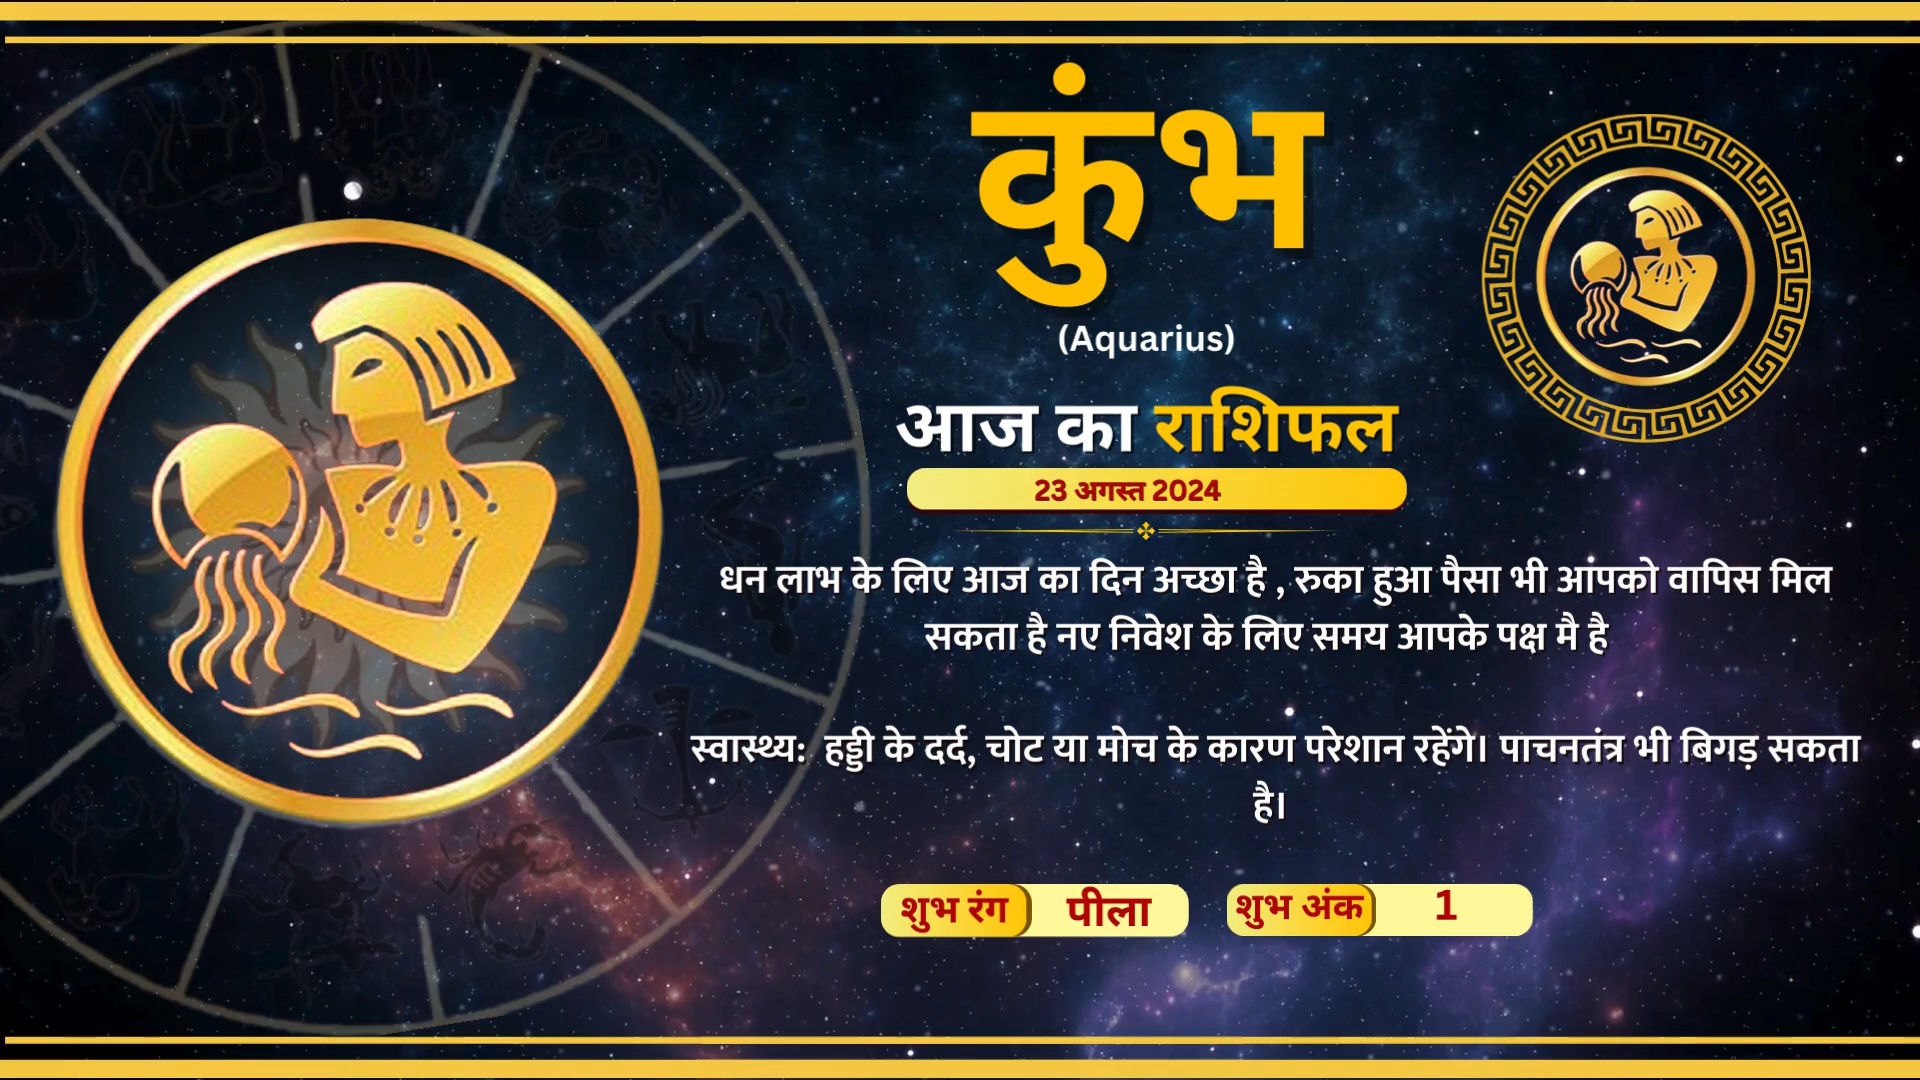 कुंभ
(Aquarius)
आज का राशिफल
23 अगस्त 2024
धन लाभ के लिए आज का दिन अच्छा है , रुका हुआ पैसा भी आपको वापिस मिल
सकता है नए निवेश के लिए समय आपके पक्ष मै है
स्वास्थ्य: हड्डी के दर्द, चोट या मोच के कारण परेशान रहेंगे। पाचनतंत्र भी बिगड़ सकता
है।
शुभ रंग पीला शुभ अंक 1